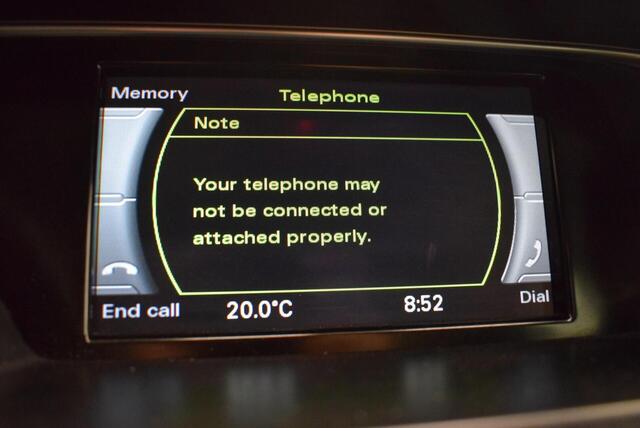 Memory
Telephone
Note
Your telephone may
not be connected or
attached properly.
End call
20.0°C
8:52
Dial